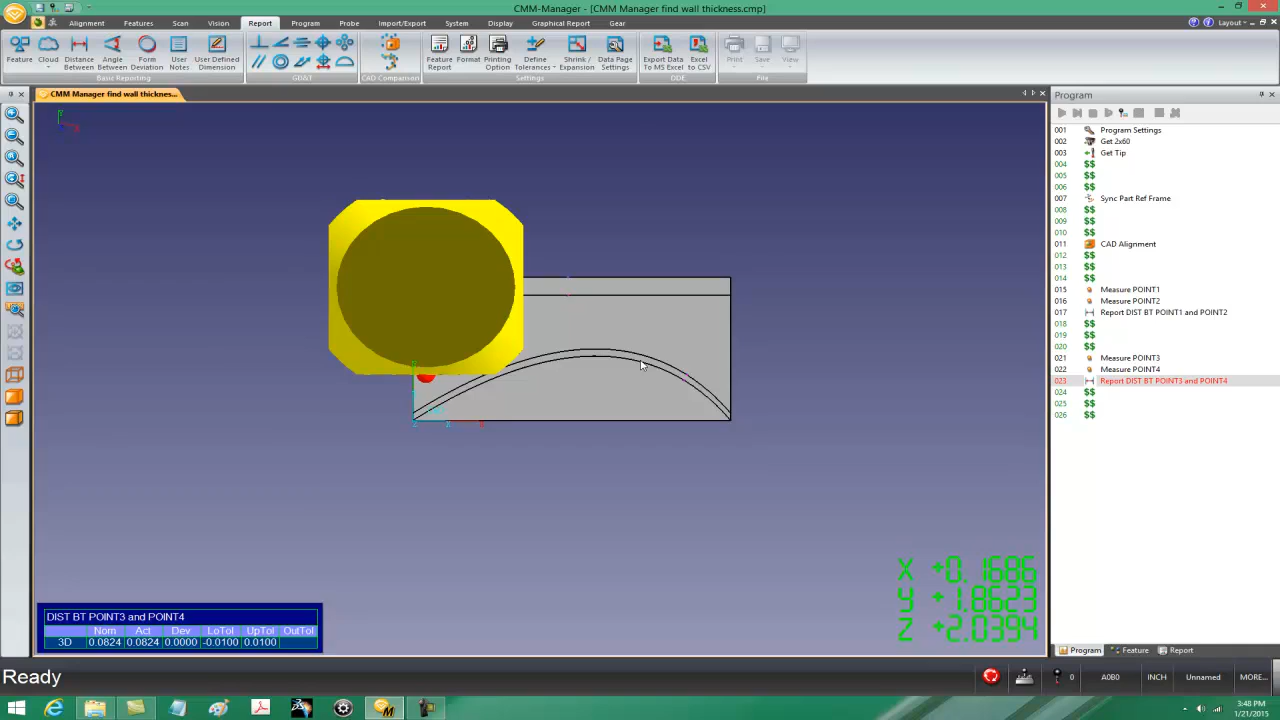 CMM-Manager - [CMM Manager find wall thickness.cmp]
Alignment Features Scan Vision Report Program Probe Import/Export System Display Graphical Report Gear
Layout
Feature Cloud Distance Between Angle Between Form Deviation User Notes User Defined Dimension
Feature Report Format Printing Option Define Tolerances Shrink / Expansion Data Page Settings Export Data To MS Excel Excel to CSV Print Save View
Basic Reporting GD&T CAD Comparison Settings DDE File
CMM Manager find wall thicknes...
Program
001 Program Settings
002 Get 2x60
003 Get Tip
004 $$
005 $$
006 $$
007 Sync Part Ref Frame
008 $$
009 $$
010 $$
011 CAD Alignment
012 $$
013 $$
014 $$
015 Measure POINT1
016 Measure POINT2
017 Report DIST BT POINT1 and POINT2
018 $$
019 $$
020 $$
021 Measure POINT3
022 Measure POINT4
023 Report DIST BT POINT3 and POINT4
024 $$
025 $$
026 $$
X +0.1686
Y +1.8623
Z +2.0394
DIST BT POINT3 and POINT4
Nom Act Dev LoTol UpTol OutTol
3D 0.0824 0.0824 0.0000 -0.0100 0.0100
Program Feature Report
Ready
0 A0B0 INCH Unnamed MORE...
3:48 PM
1/21/2015